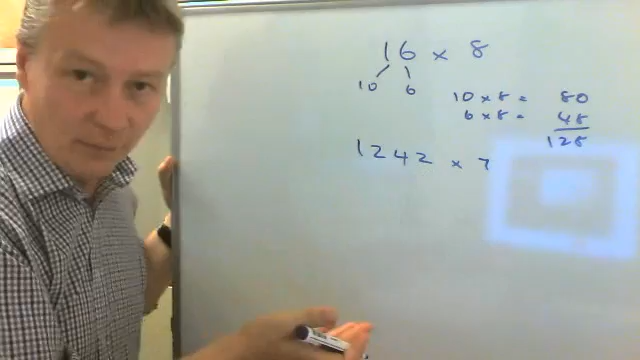 16 x 8
10 6
10 x 8 = 80
6 x 8 = 48
128
1242 x 7